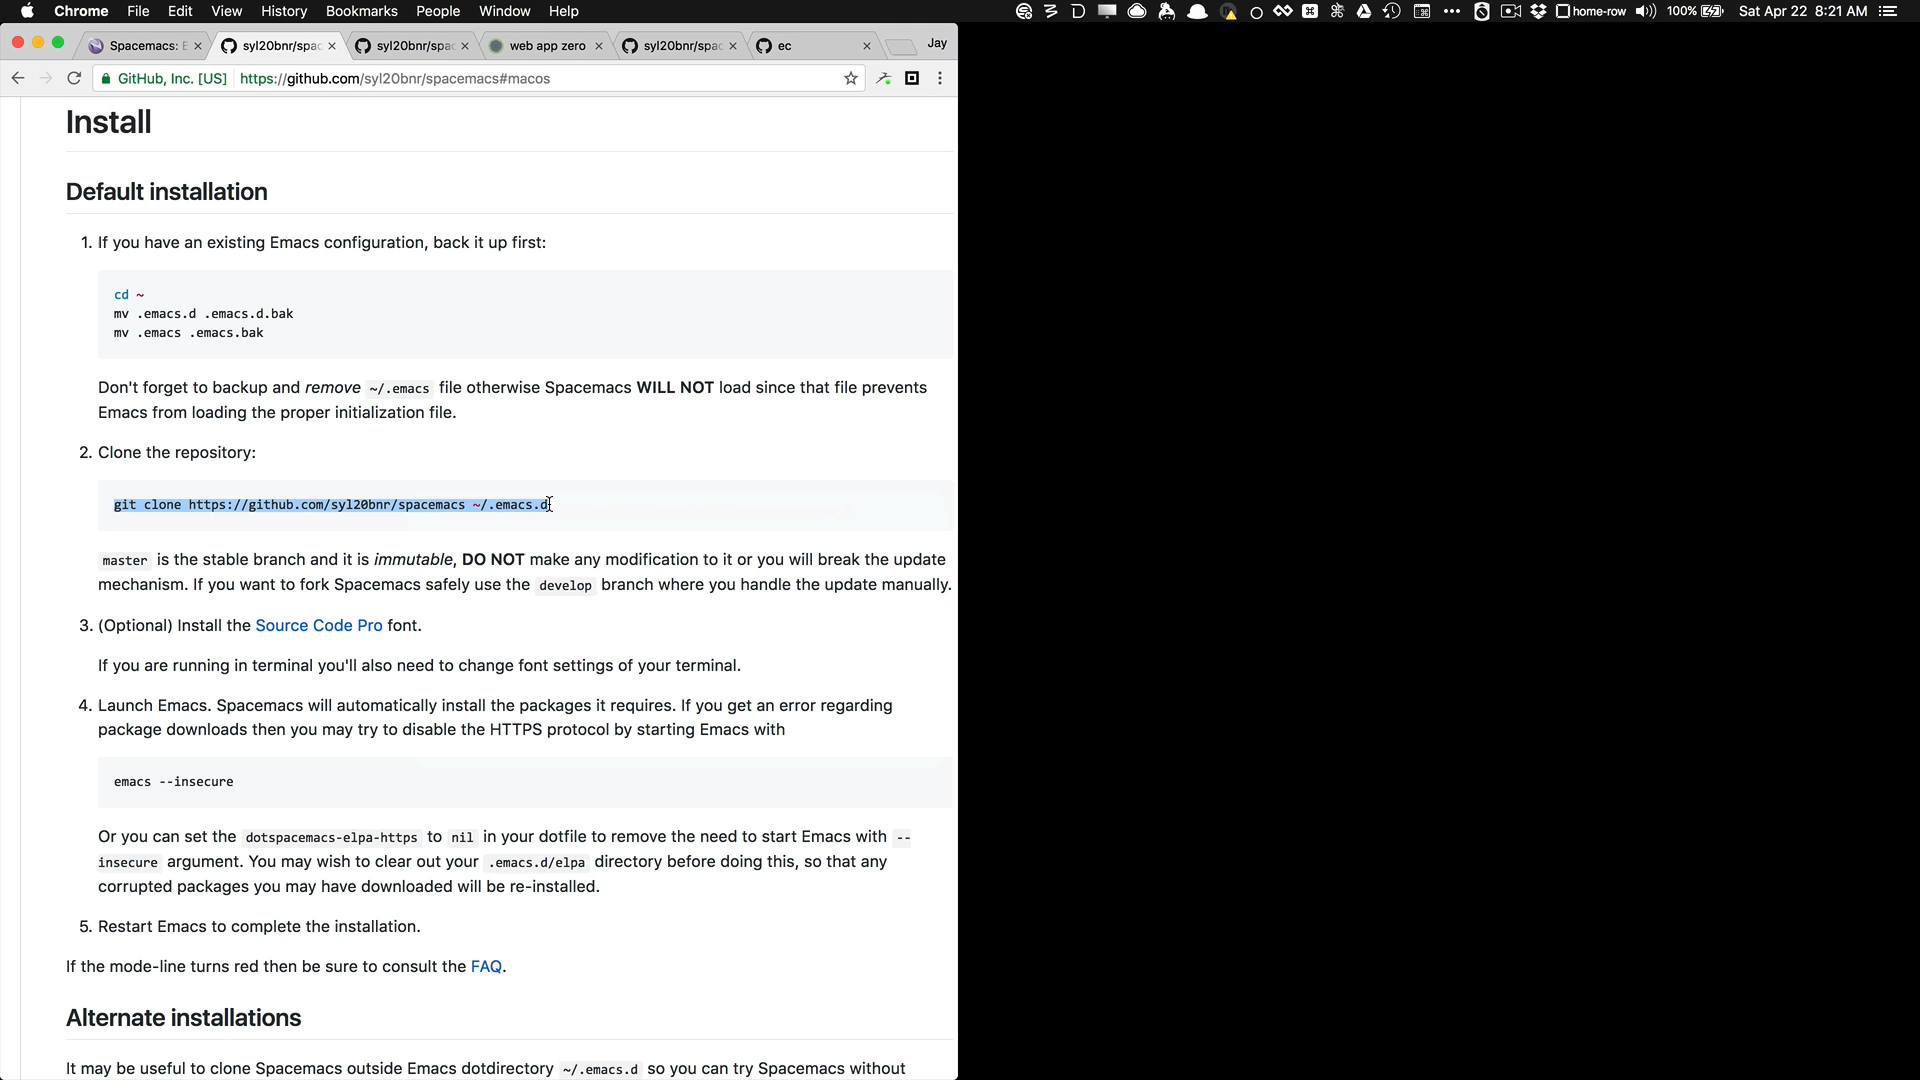 Chrome File Edit View History Bookmarks People Window Help home-row 100% Sat Apr 22 8:21 AM
Spacemacs: E syl20bnr/spac syl20bnr/spac web app zero syl20bnr/spac ec Jay
GitHub, Inc. [US] https://github.com/syl20bnr/spacemacs#macos
Install
Default installation
1. If you have an existing Emacs configuration, back it up first:
cd ~
mv .emacs.d .emacs.d.bak
mv .emacs .emacs.bak
Don't forget to backup and remove ~/.emacs file otherwise Spacemacs WILL NOT load since that file prevents
Emacs from loading the proper initialization file.
2. Clone the repository:
git clone https://github.com/syl20bnr/spacemacs ~/.emacs.d
master is the stable branch and it is immutable, DO NOT make any modification to it or you will break the update
mechanism. If you want to fork Spacemacs safely use the develop branch where you handle the update manually.
3. (Optional) Install the Source Code Pro font.
If you are running in terminal you'll also need to change font settings of your terminal.
4. Launch Emacs. Spacemacs will automatically install the packages it requires. If you get an error regarding
package downloads then you may try to disable the HTTPS protocol by starting Emacs with
emacs --insecure
Or you can set the dotspacemacs-elpa-https to nil in your dotfile to remove the need to start Emacs with --
insecure argument. You may wish to clear out your .emacs.d/elpa directory before doing this, so that any
corrupted packages you may have downloaded will be re-installed.
5. Restart Emacs to complete the installation.
If the mode-line turns red then be sure to consult the FAQ.
Alternate installations
It may be useful to clone Spacemacs outside Emacs dotdirectory ~/.emacs.d so you can try Spacemacs without